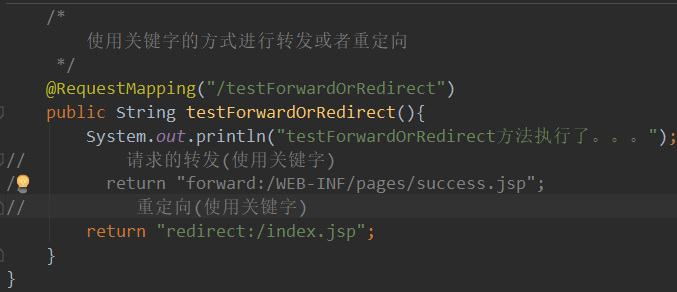 /*
使用关键字的方式进行转发或者重定向
*/
@RequestMapping("/testForwardOrRedirect")
public String testForwardOrRedirect(){
System.out.println("testForwardOrRedirect方法执行了。。。");
// 请求的转发(使用关键字)
/ return "forward:/WEB-INF/pages/success.jsp";
// 重定向(使用关键字)
return "redirect:/index.jsp";
}
}